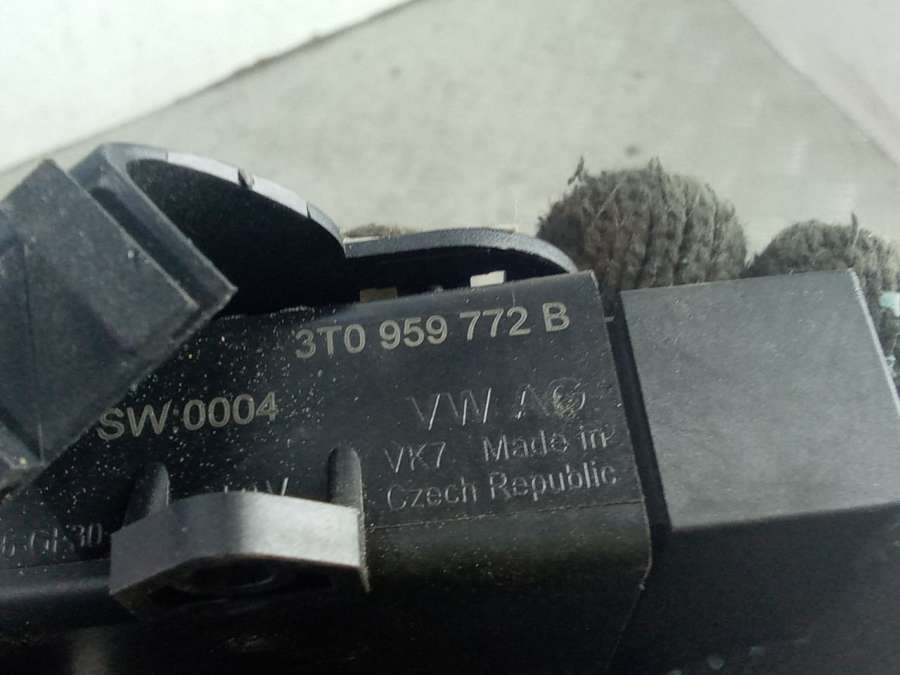 3T0 959 772 B
SW:0004
VW AG
VK7 Made in
Czech Republic